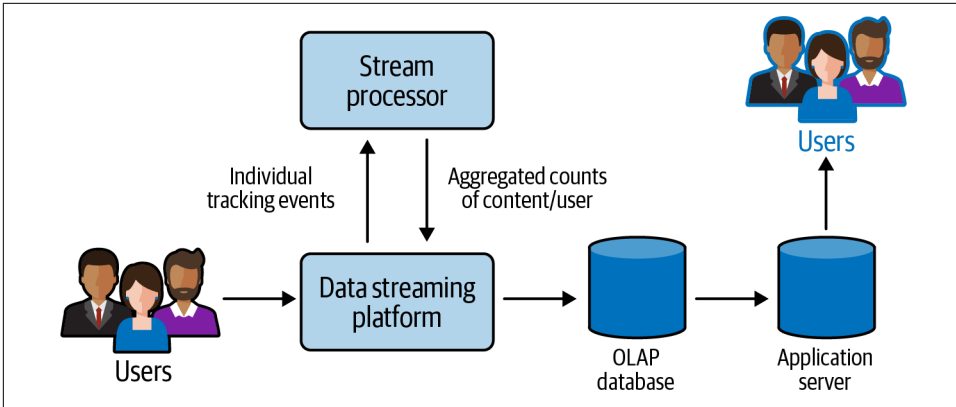 Stream
processor
Users
Individual
tracking events
Aggregated counts
of content/user
Data streaming
platform
Users
OLAP
database
Application
server